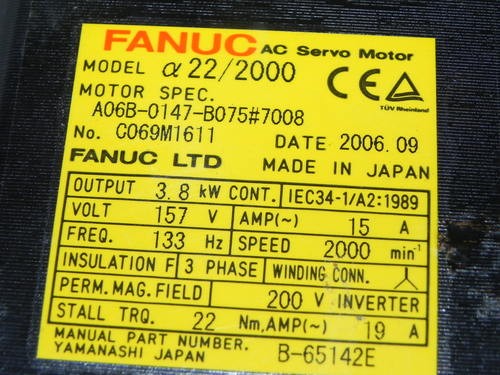 FANUC AC Servo Motor
MODEL α22/2000
CE TÜV Rheinland
MOTOR SPEC.
A06B-0147-B075#7008
No. C069M1611 DATE 2006.09
FANUC LTD MADE IN JAPAN
OUTPUT 3.8 kW CONT. IEC34-1/A2:1989
VOLT 157 V AMP(~) 15 A
FREQ. 133 Hz SPEED 2000 min⁻¹
INSULATION F 3 PHASE WINDING CONN.
PERM. MAG. FIELD 200 V INVERTER
STALL TRQ. 22 Nm, AMP(~) 19 A
MANUAL PART NUMBER.
YAMANASHI JAPAN B-65142E